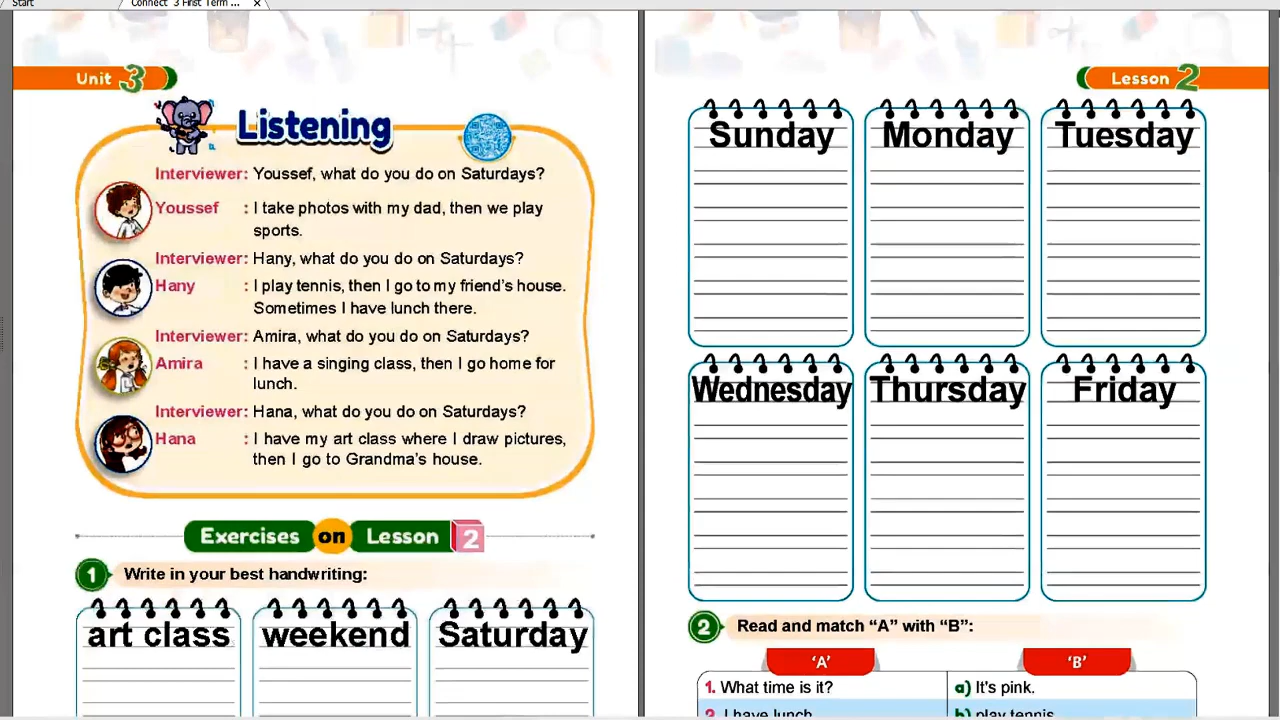 Start
Connect 3 First Term ...
Unit 3
Listening
Interviewer: Youssef, what do you do on Saturdays?
Youssef : I take photos with my dad, then we play
sports.
Interviewer: Hany, what do you do on Saturdays?
Hany : I play tennis, then I go to my friend's house.
Sometimes I have lunch there.
Interviewer: Amira, what do you do on Saturdays?
Amira : I have a singing class, then I go home for
lunch.
Interviewer: Hana, what do you do on Saturdays?
Hana : I have my art class where I draw pictures,
then I go to Grandma's house.
Exercises on Lesson 2
1 Write in your best handwriting:
art class weekend Saturday
Lesson 2
Sunday Monday Tuesday
Wednesday Thursday Friday
2 Read and match “A” with “B”:
‘A’ ‘B’
1. What time is it? a) It's pink.
2. I have lunch b) play tennis